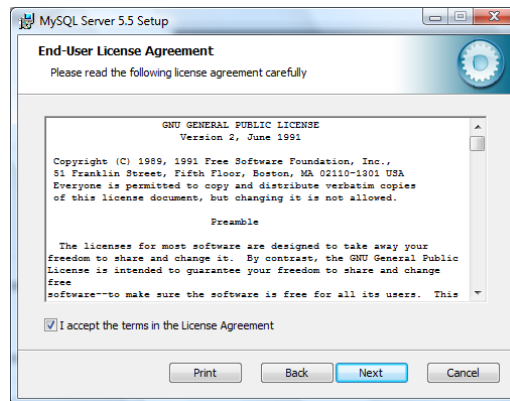 MySQL Server 5.5 Setup
End-User License Agreement
Please read the following license agreement carefully
GNU GENERAL PUBLIC LICENSE
Version 2, June 1991
Copyright (C) 1989, 1991 Free Software Foundation, Inc.,
51 Franklin Street, Fifth Floor, Boston, MA 02110-1301 USA
Everyone is permitted to copy and distribute verbatim copies
of this license document, but changing it is not allowed.
Preamble
The licenses for most software are designed to take away your
freedom to share and change it.  By contrast, the GNU General Public
License is intended to guarantee your freedom to share and change
free
software--to make sure the software is free for all its users.  This
I accept the terms in the License Agreement
Print Back Next Cancel